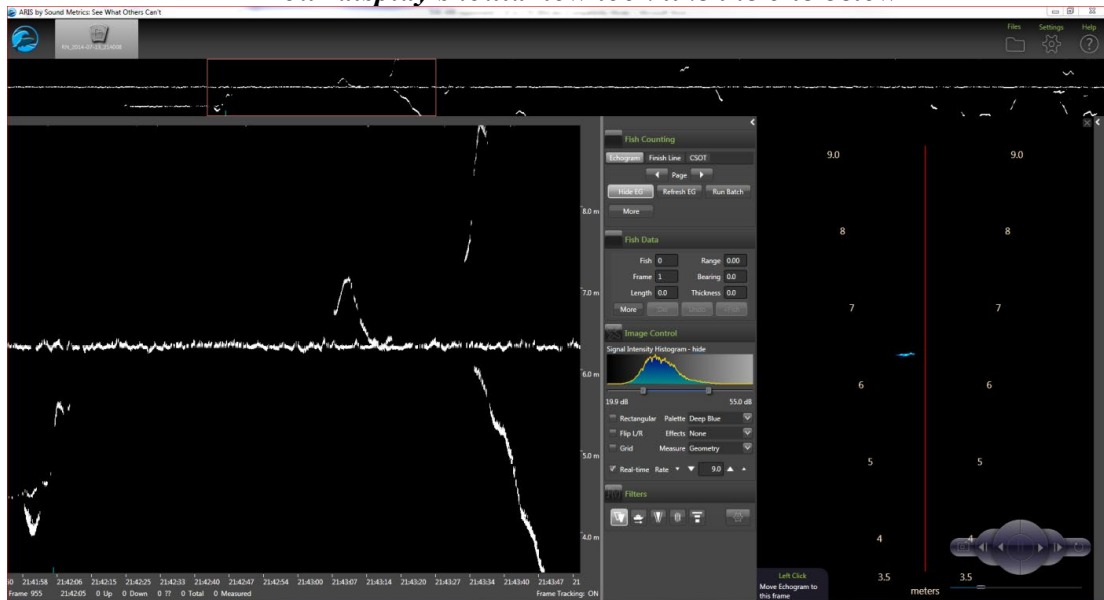 ARIS by Sound Metrics: See What Others Can't
RN_2014-07-13_214008
Files Settings Help
Fish Counting
Echogram Finish Line CSOT
Page
Hide EG Refresh EG Run Batch
More
Fish Data
Fish 0 Range 0.00
Frame 1 Bearing 0.0
Length 0.0 Thickness 0.0
More
Image Control
Signal Intensity Histogram - hide
19.9 dB 55.0 dB
Rectangular Palette Deep Blue
Flip L/R Effects None
Grid Measure Geometry
Real-time Rate 9.0
Filters
8.0 m
7.0 m
6.0 m
5.0 m
4.0 m
21:41:58 21:42:06 21:42:15 21:42:25 21:42:33 21:42:40 21:42:47 21:42:54 21:43:00 21:43:07 21:43:14 21:43:20 21:43:27 21:43:34 21:43:40 21:43:47 21
Frame 955 21:42:05 0 Up 0 Down 0 ?? 0 Total 0 Measured Frame Tracking: ON
9.0 9.0
8 8
7 7
6 6
5 5
4 4
3.5 meters 3.5
Left Click
Move Echogram to
this frame